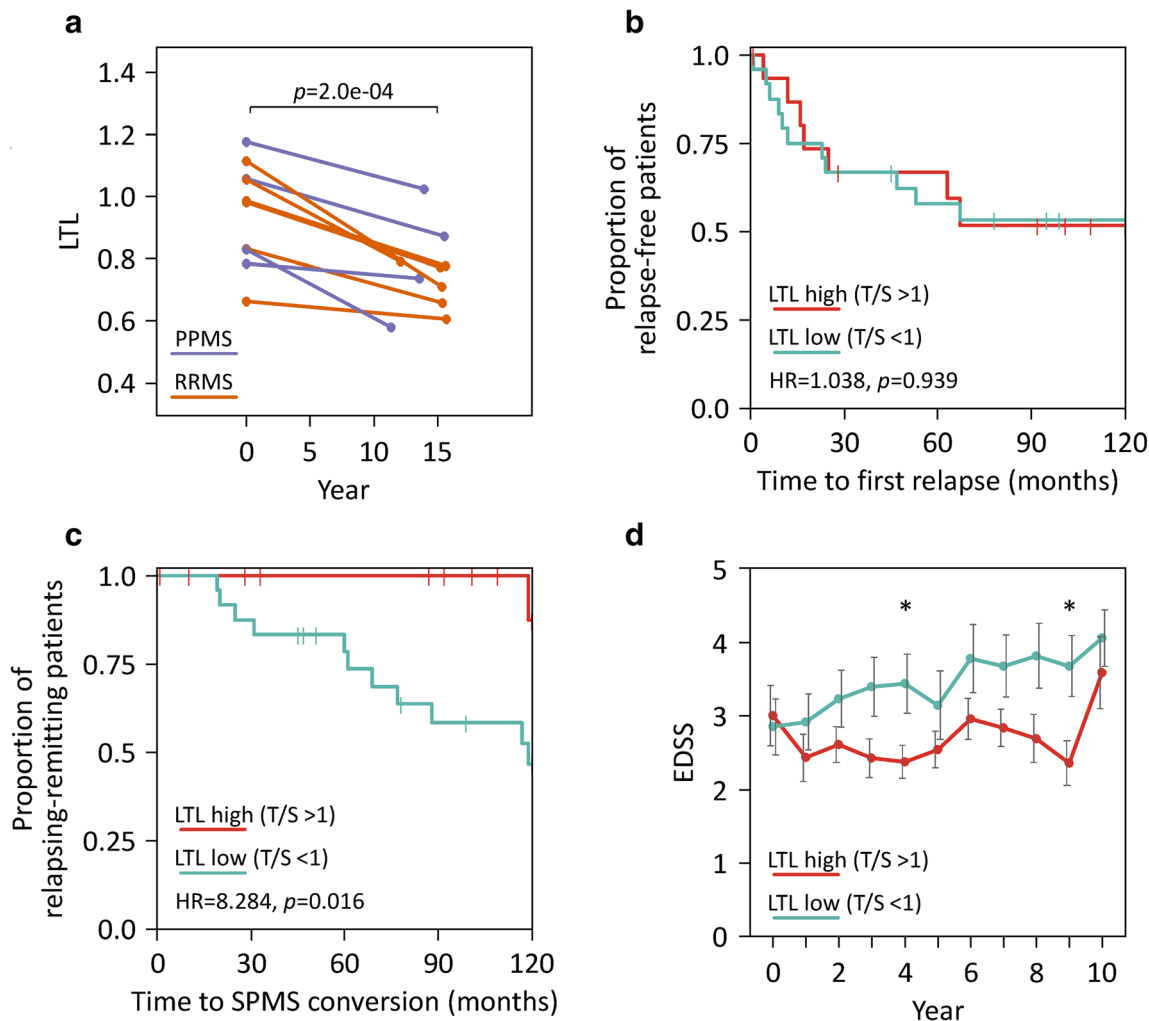 a
1.4
1.2
1.0
0.8
0.6
0.4
LTL
p=2.0e-04
PPMS
RRMS
0 5 10 15
Year
b
1.0
0.75
0.5
0.25
0.0
Proportion of
relapse-free patients
LTL high (T/S >1)
LTL low (T/S <1)
HR=1.038, p=0.939
0 30 60 90 120
Time to first relapse (months)
c
1.0
0.75
0.5
0.25
0.0
Proportion of
relapsing-remitting patients
LTL high (T/S >1)
LTL low (T/S <1)
HR=8.284, p=0.016
0 30 60 90 120
Time to SPMS conversion (months)
d
5
4
3
2
1
0
EDSS
* *
LTL high (T/S >1)
LTL low (T/S <1)
0 2 4 6 8 10
Year